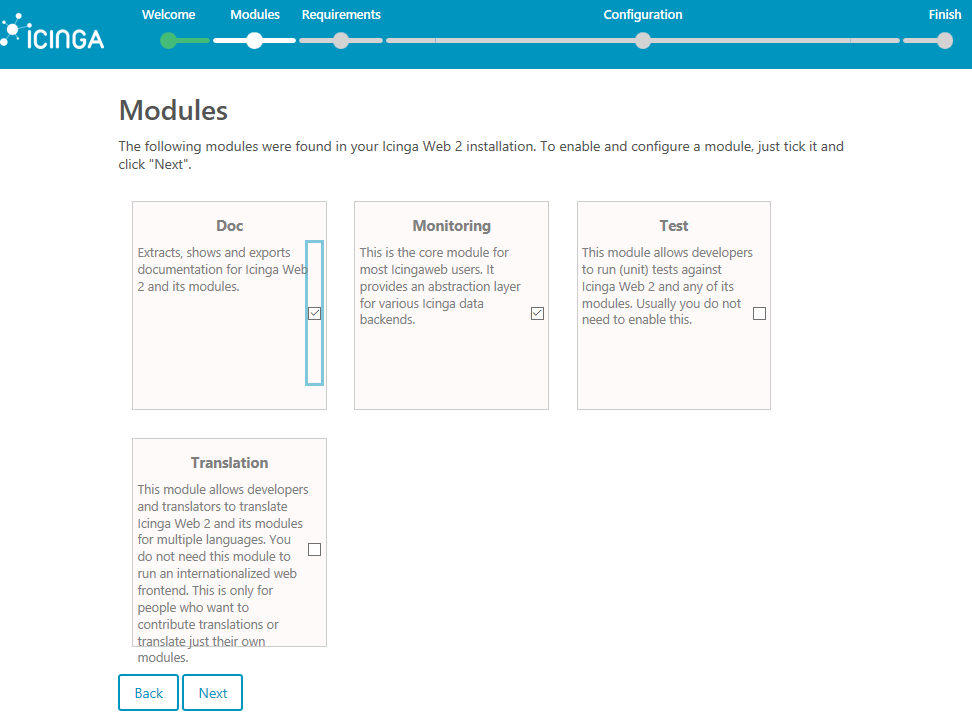 Welcome
Modules
Requirements
Configuration
Finish
ICINGA
Modules
The following modules were found in your Icinga Web 2 installation. To enable and configure a module, just tick it and
click "Next".
Doc
Extracts, shows and exports
documentation for Icinga Web
2 and its modules.
Monitoring
This is the core module for
most Icingaweb users. It
provides an abstraction layer
for various Icinga data
backends.
Test
This module allows developers
to run (unit) tests against
Icinga Web 2 and any of its
modules. Usually you do not
need to enable this.
Translation
This module allows developers
and translators to translate
Icinga Web 2 and its modules
for multiple languages. You
do not need this module to
run an internationalized web
frontend. This is only for
people who want to
contribute translations or
translate just their own
modules.
Back
Next